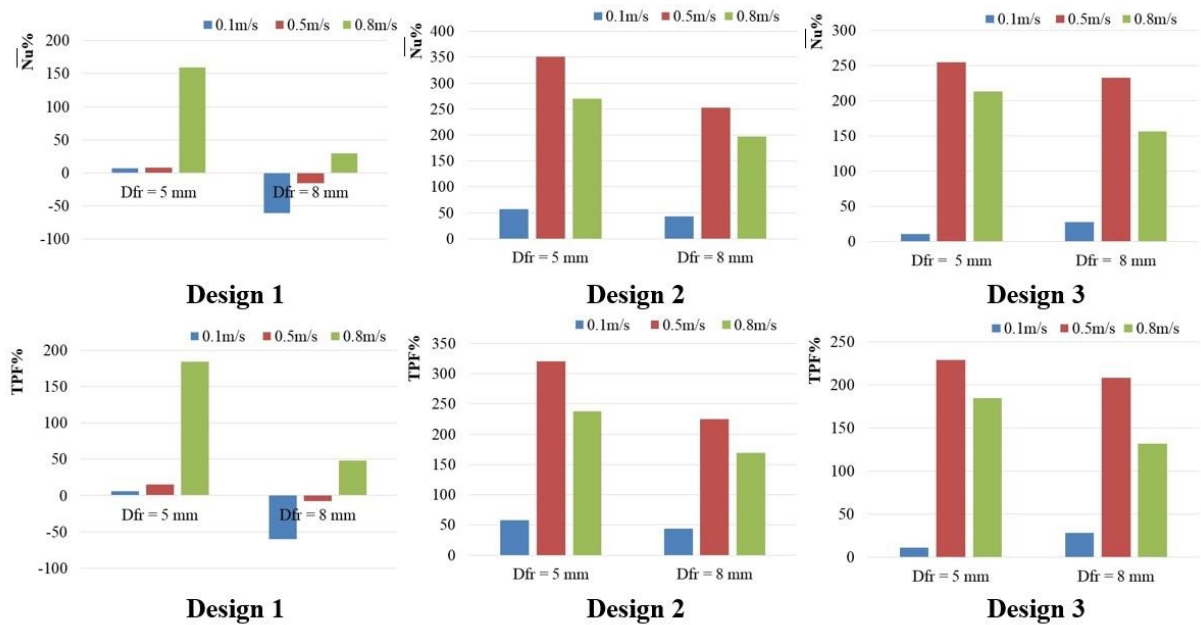 0.1m/s 0.5m/s 0.8m/s
Nu%
200
150
100
50
0
-50
-100
Dfr = 5 mm Dfr = 8 mm
Design 1
0.1m/s 0.5m/s 0.8m/s
Nu%
400
350
300
250
200
150
100
50
0
Dfr = 5 mm Dfr = 8 mm
Design 2
0.1m/s 0.5m/s 0.8m/s
Nu%
300
250
200
150
100
50
0
Dfr = 5 mm Dfr = 8 mm
Design 3
0.1m/s 0.5m/s 0.8m/s
TPF%
200
150
100
50
0
-50
-100
Dfr = 5 mm Dfr = 8 mm
Design 1
0.1m/s 0.5m/s 0.8m/s
TPF%
350
300
250
200
150
100
50
0
Dfr = 5 mm Dfr = 8 mm
Design 2
0.1m/s 0.5m/s 0.8m/s
TPF%
250
200
150
100
50
0
Dfr = 5 mm Dfr = 8 mm
Design 3